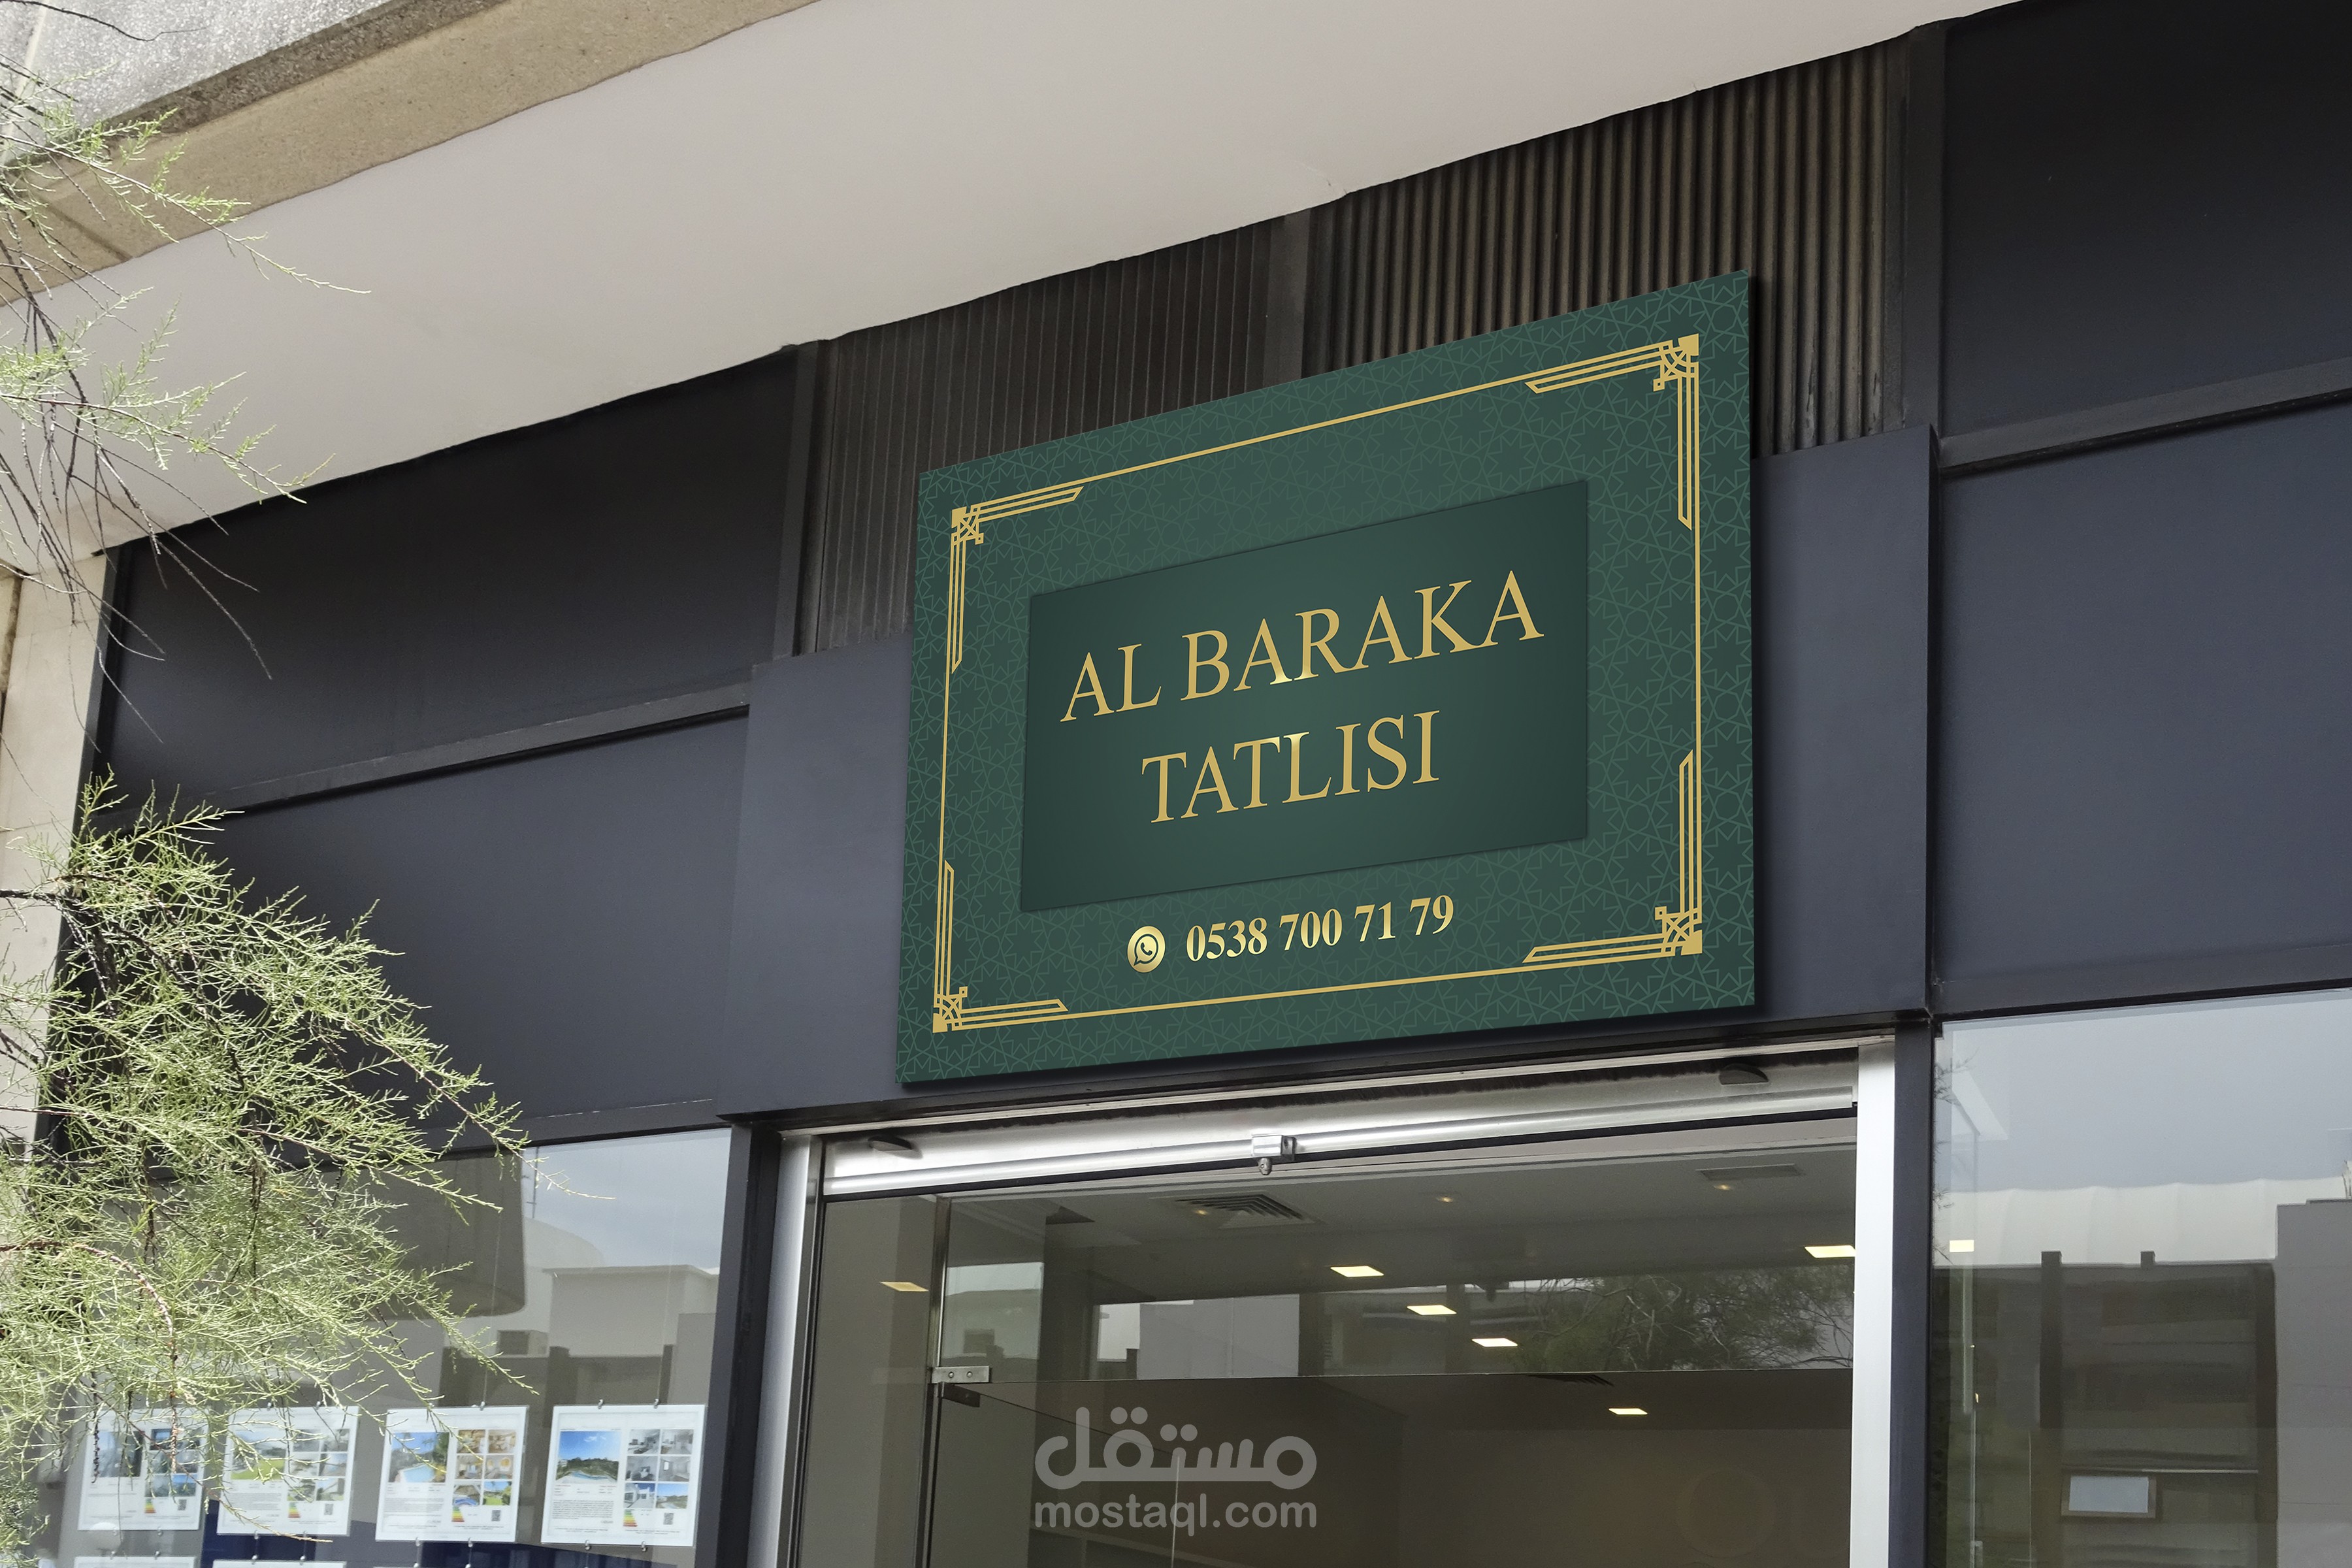 AL BARAKA
TATLISI
0538 700 71 79
مستقل
mostaql.com